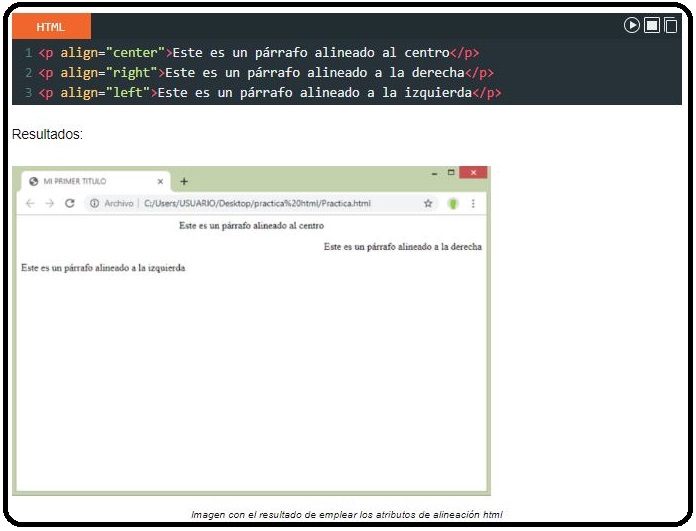 HTML
1 <p align="center">Este es un párrafo alineado al centro</p>
2 <p align="right">Este es un párrafo alineado a la derecha</p>
3 <p align="left">Este es un párrafo alineado a la izquierda</p>
Resultados:
MI PRIMER TITULO
Archivo | C:/Users/USUARIO/Desktop/practica%20html/Practica.html
Este es un párrafo alineado al centro
Este es un párrafo alineado a la derecha
Este es un párrafo alineado a la izquierda
Imagen con el resultado de emplear los atributos de alineación html